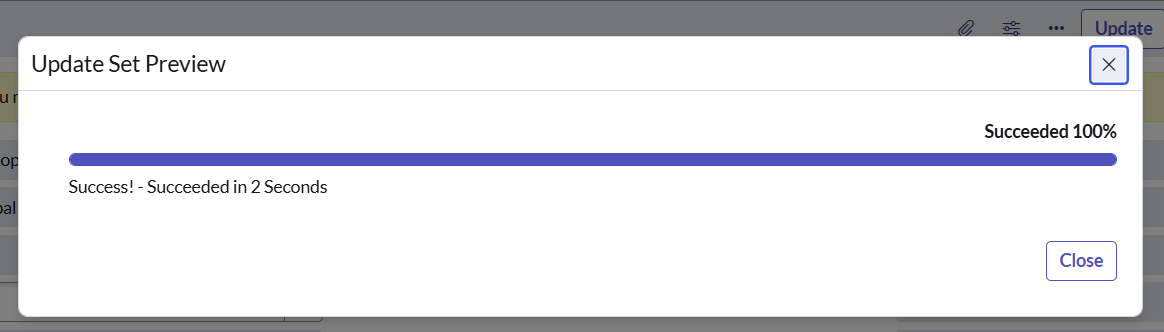 Update
Update Set Preview
Succeeded 100%
Success! - Succeeded in 2 Seconds
Close